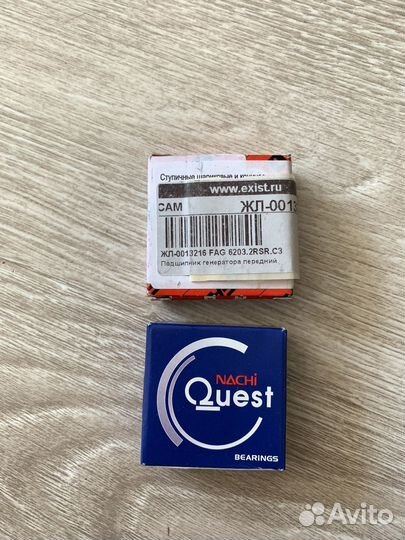 Ступичные шариковые и
www.exist.ru
САМ ЖЛ-0013
ЖЛ-0013216 FAG 6203.2RSR.C3
Подшипник генератора передний
NACHi
Quest
BEARINGS
Avito